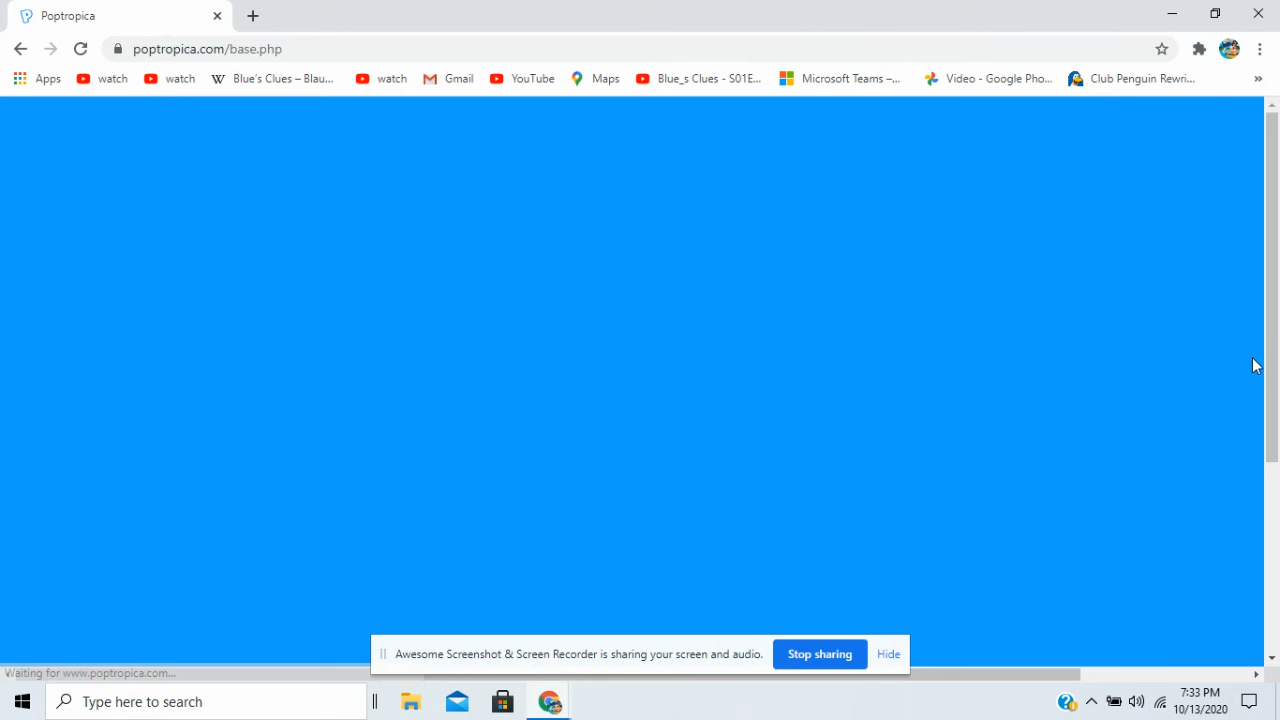 Poptropica
poptropica.com/base.php
Apps watch watch Blue's Clues – Blau... watch Gmail YouTube Maps Blue_s Clues - S01E... Microsoft Teams –... Video - Google Pho... Club Penguin Rewri... »
Awesome Screenshot & Screen Recorder is sharing your screen and audio. Stop sharing Hide
Waiting for www.poptropica.com...
Type here to search
7:33 PM
10/13/2020